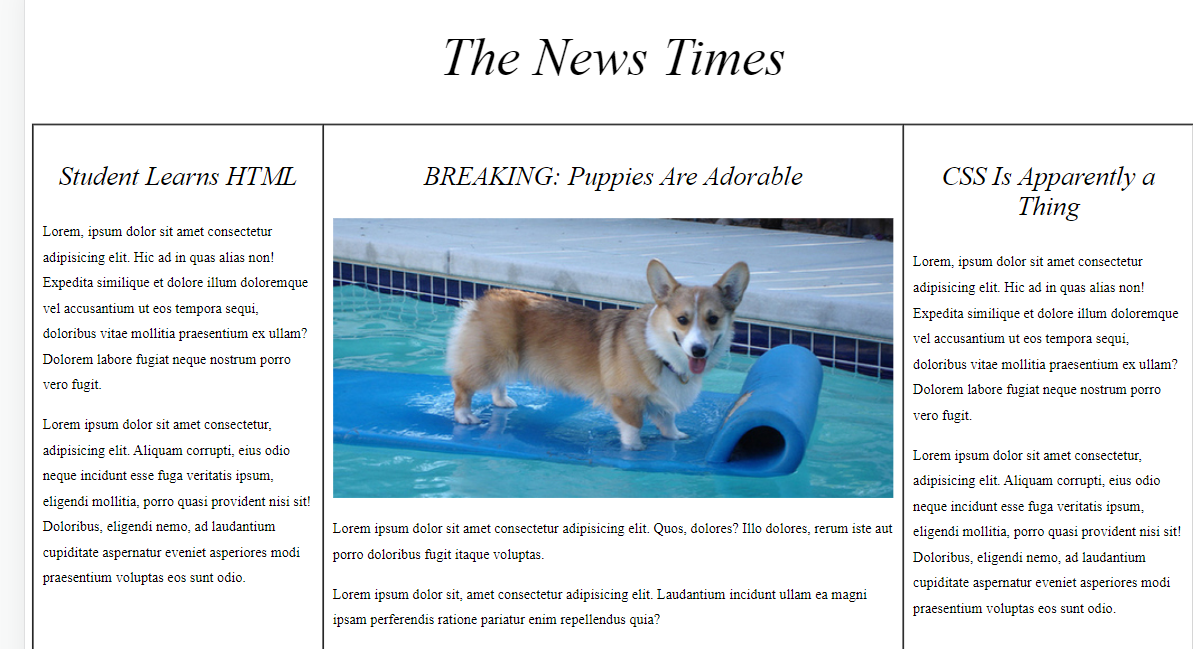 The News Times
Student Learns HTML
Lorem, ipsum dolor sit amet consectetur
adipisicing elit. Hic ad in quas alias non!
Expedita similique et dolore illum doloremque
vel accusantium ut eos tempora sequi,
doloribus vitae mollitia praesentium ex ullam?
Dolorem labore fugiat neque nostrum porro
vero fugit.
Lorem ipsum dolor sit amet consectetur,
adipisicing elit. Aliquam corrupti, eius odio
neque incidunt esse fuga veritatis ipsum,
eligendi mollitia, porro quasi provident nisi sit!
Doloribus, eligendi nemo, ad laudantium
cupiditate aspernatur eveniet asperiores modi
praesentium voluptas eos sunt odio.
BREAKING: Puppies Are Adorable
Lorem ipsum dolor sit amet consectetur adipisicing elit. Quos, dolores? Illo dolores, rerum iste aut
porro doloribus fugit itaque voluptas.
Lorem ipsum dolor sit, amet consectetur adipisicing elit. Laudantium incidunt ullam ea magni
ipsam perferendis ratione pariatur enim repellendus quia?
CSS Is Apparently a
Thing
Lorem, ipsum dolor sit amet consectetur
adipisicing elit. Hic ad in quas alias non!
Expedita similique et dolore illum doloremque
vel accusantium ut eos tempora sequi,
doloribus vitae mollitia praesentium ex ullam?
Dolorem labore fugiat neque nostrum porro
vero fugit.
Lorem ipsum dolor sit amet consectetur,
adipisicing elit. Aliquam corrupti, eius odio
neque incidunt esse fuga veritatis ipsum,
eligendi mollitia, porro quasi provident nisi sit!
Doloribus, eligendi nemo, ad laudantium
cupiditate aspernatur eveniet asperiores modi
praesentium voluptas eos sunt odio.